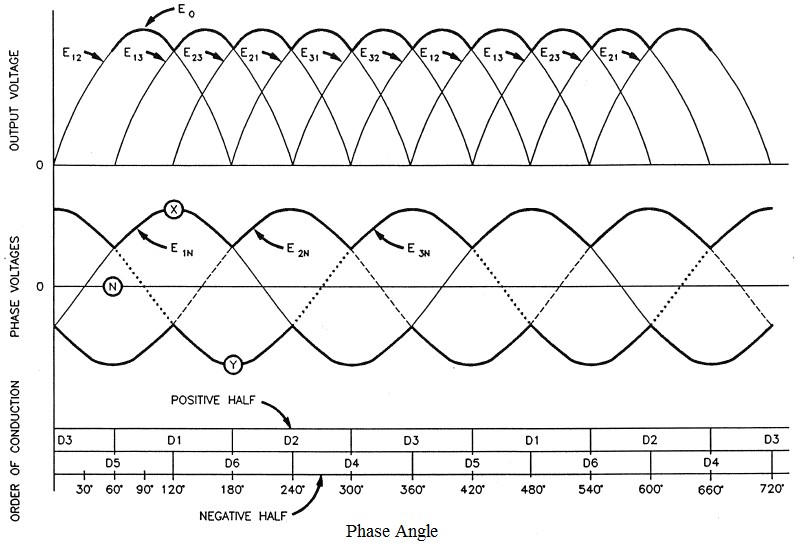 E0
E12 E13 E23 E21 E31 E32 E12 E13 E23 E21
OUTPUT VOLTAGE
0
X
E1N E2N E3N
PHASE VOLTAGES
0
N
Y
POSITIVE HALF
ORDER OF CONDUCTION
D3 D1 D2 D3 D1 D2 D3
D5 D6 D4 D5 D6 D4
30° 60° 90° 120° 180° 240° 300° 360° 420° 480° 540° 600° 660° 720°
NEGATIVE HALF
Phase Angle